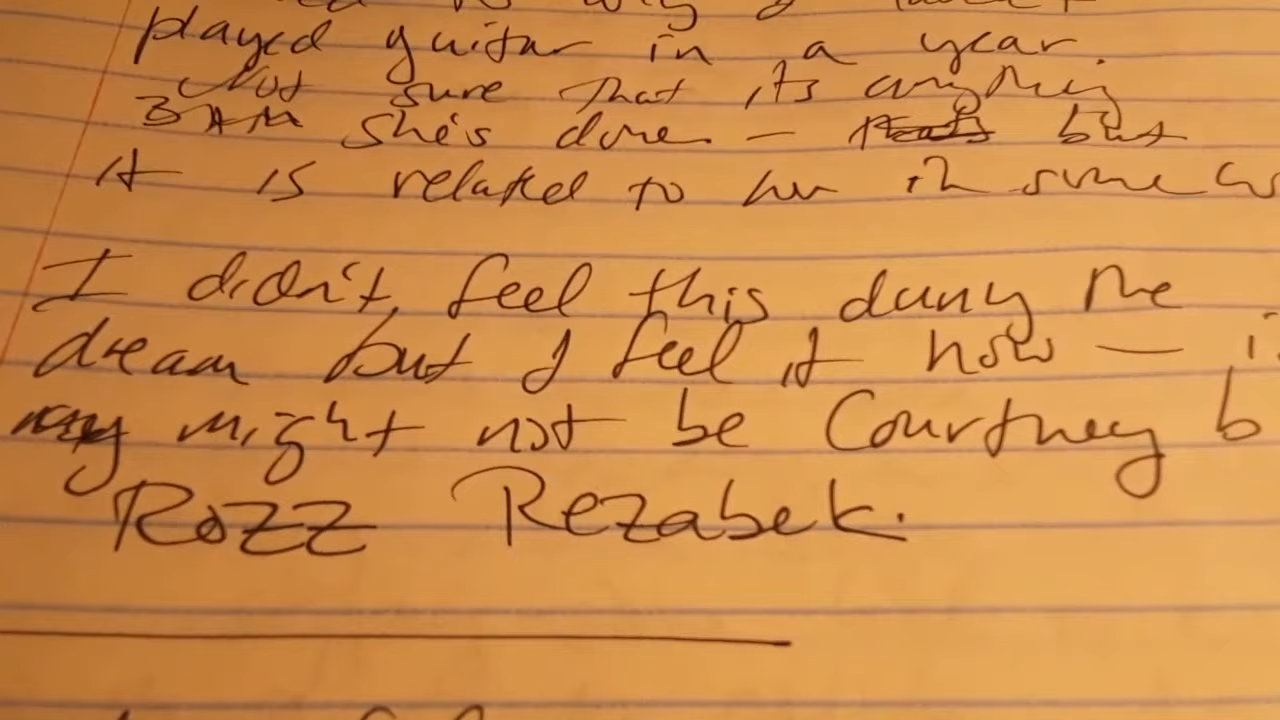 played guitar in a year.
Not sure that its anything
BAM she's done - but
it is related to her in some
I didn't feel this during the
dream but I feel it now — i
might not be Courtney b
Rozz Rezabek.